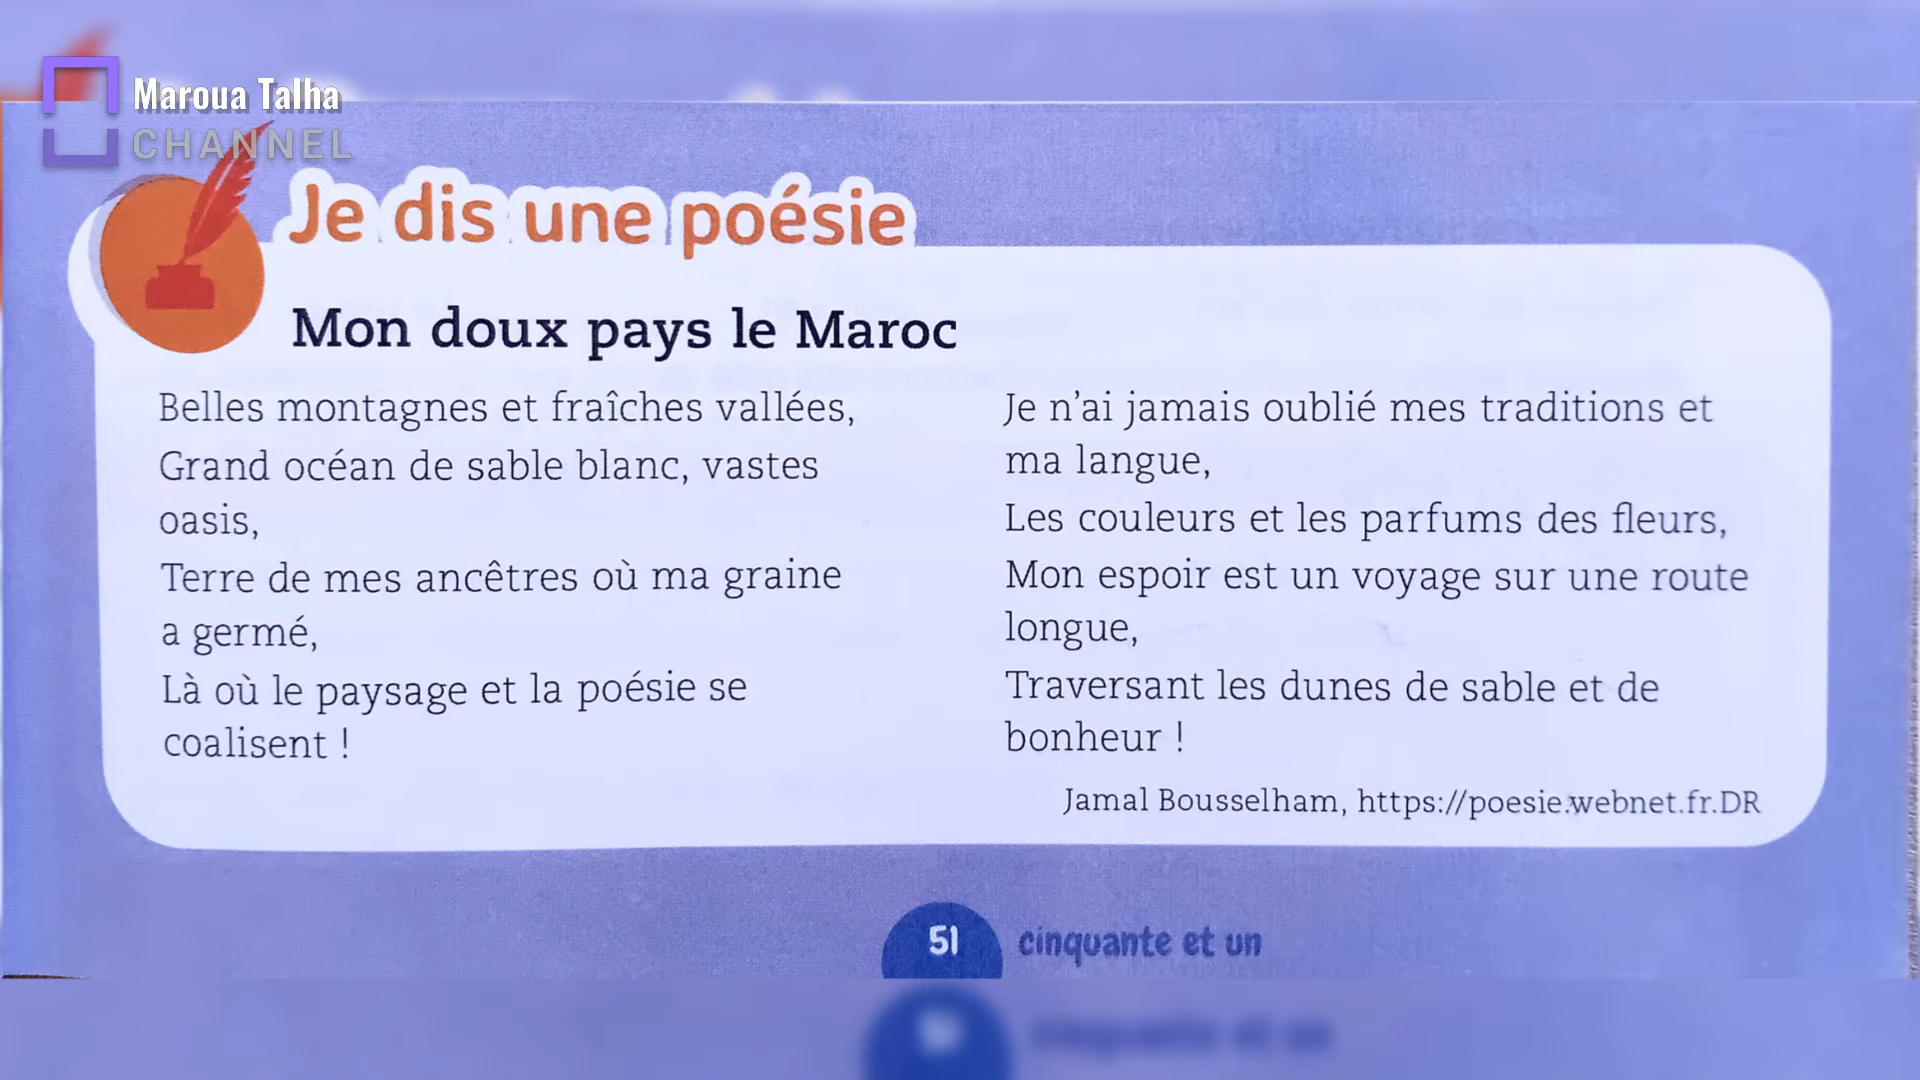 Maroua Talha
CHANNEL
Je dis une poésie
Mon doux pays le Maroc
Belles montagnes et fraîches vallées,
Grand océan de sable blanc, vastes
oasis,
Terre de mes ancêtres où ma graine
a germé,
Là où le paysage et la poésie se
coalisent !
Je n'ai jamais oublié mes traditions et
ma langue,
Les couleurs et les parfums des fleurs,
Mon espoir est un voyage sur une route
longue,
Traversant les dunes de sable et de
bonheur !
Jamal Bousselham, https://poesie.webnet.fr.DR
51 cinquante et un